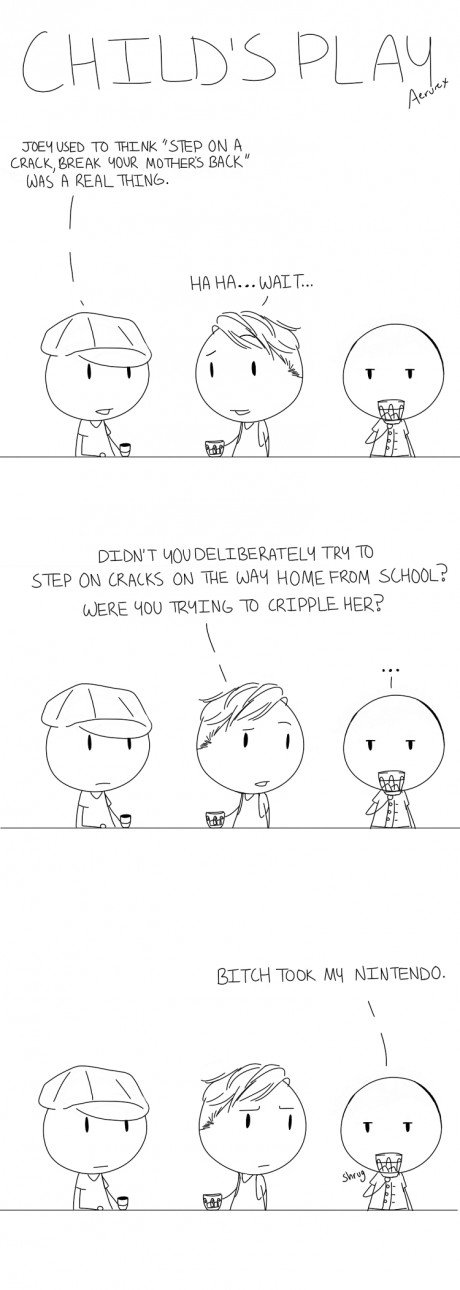 CHILD'S PLAY
Aerurex
JOEY USED TO THINK "STEP ON A
CRACK, BREAK YOUR MOTHER'S BACK"
WAS A REAL THING.
HA HA... WAIT...
DIDN'T YOU DELIBERATELY TRY TO
STEP ON CRACKS ON THE WAY HOME FROM SCHOOL?
WERE YOU TRYING TO CRIPPLE HER?
...
BITCH TOOK MY NINTENDO.
shrug